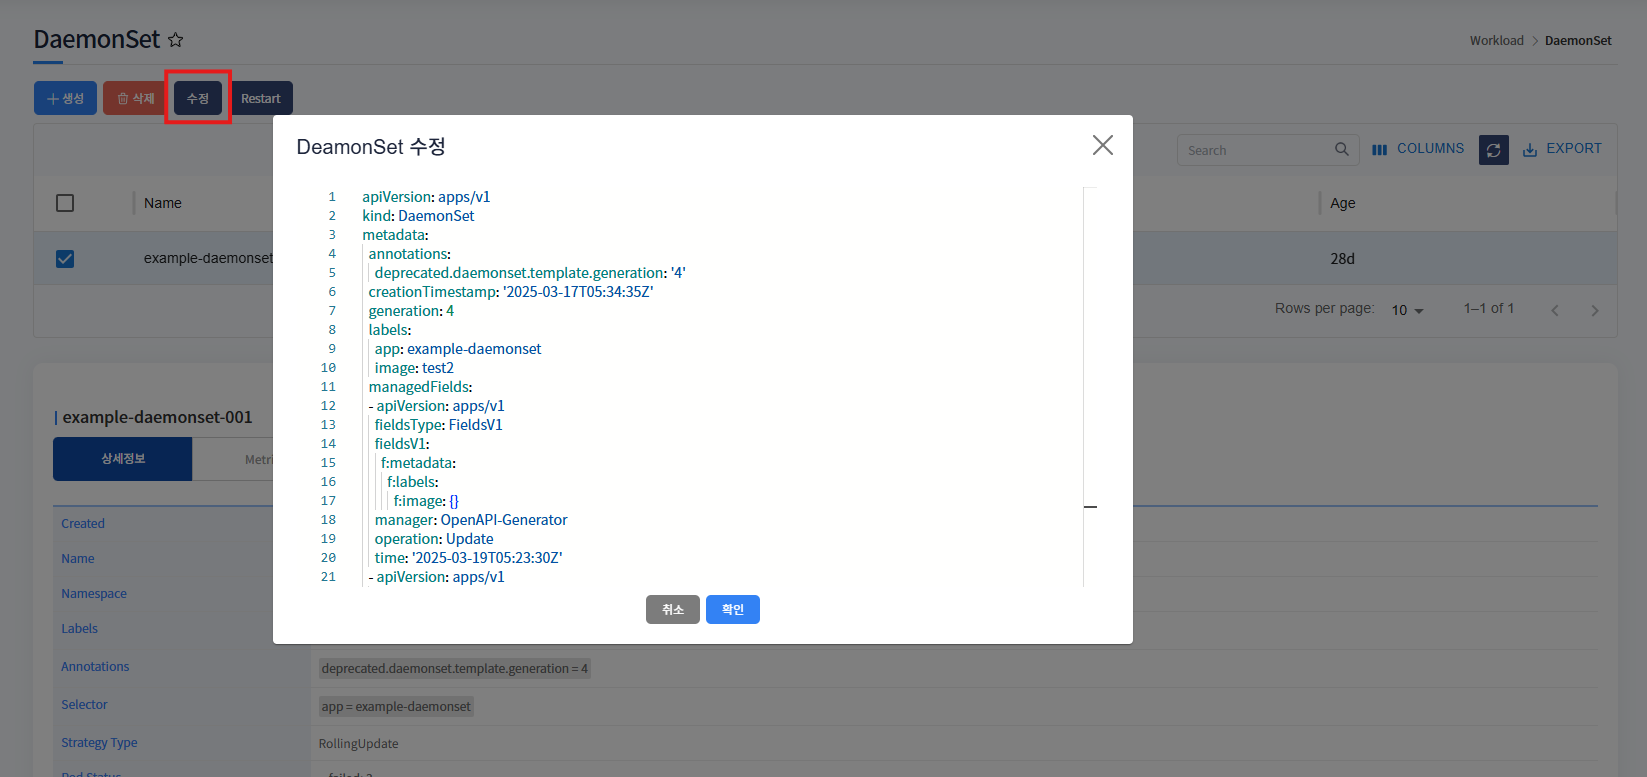 DaemonSet
Workload > DaemonSet
생성
삭제
수정
Restart
DeamonSet 수정
Search
COLUMNS
EXPORT
Name
Age
example-daemonset
28d
Rows per page: 10
1–1 of 1
1 apiVersion: apps/v1
2 kind: DaemonSet
3 metadata:
4 annotations:
5 deprecated.daemonset.template.generation: '4'
6 creationTimestamp: '2025-03-17T05:34:35Z'
7 generation: 4
8 labels:
9 app: example-daemonset
10 image: test2
11 managedFields:
12 - apiVersion: apps/v1
13 fieldsType: FieldsV1
14 fieldsV1:
15 f:metadata:
16 f:labels:
17 f:image: {}
18 manager: OpenAPI-Generator
19 operation: Update
20 time: '2025-03-19T05:23:30Z'
21 - apiVersion: apps/v1
취소
확인
example-daemonset-001
상세정보
Metri
Created
Name
Namespace
Labels
Annotations
deprecated.daemonset.template.generation = 4
Selector
app = example-daemonset
Strategy Type
RollingUpdate
Pod Status